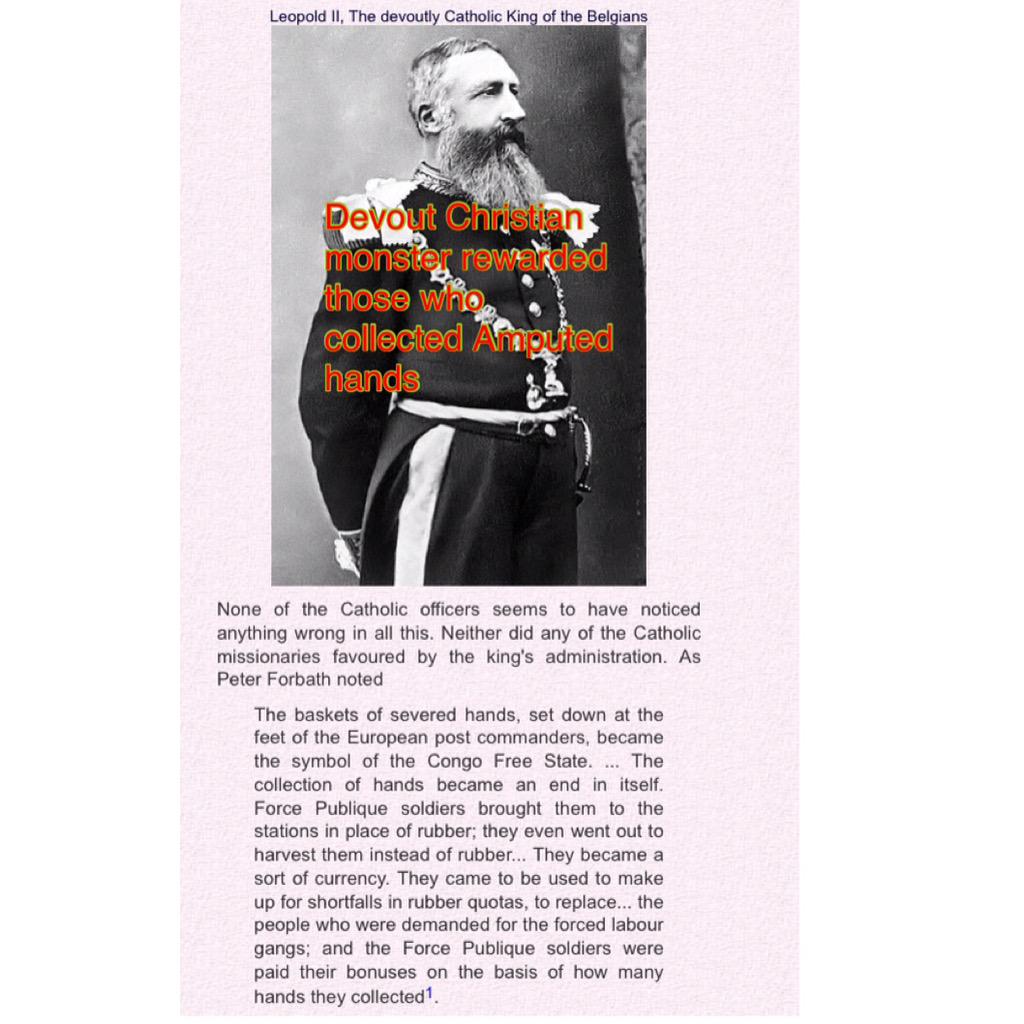 Leopold II, The devoutly Catholic King of the Belgians
Devout Christian
monster rewarded
those who
collected Amputed
hands
None of the Catholic officers seems to have noticed
anything wrong in all this. Neither did any of the Catholic
missionaries favoured by the king's administration. As
Peter Forbath noted
The baskets of severed hands, set down at the
feet of the European post commanders, became
the symbol of the Congo Free State. ... The
collection of hands became an end in itself.
Force Publique soldiers brought them to the
stations in place of rubber; they even went out to
harvest them instead of rubber... They became a
sort of currency. They came to be used to make
up for shortfalls in rubber quotas, to replace... the
people who were demanded for the forced labour
gangs; and the Force Publique soldiers were
paid their bonuses on the basis of how many
hands they collected1.